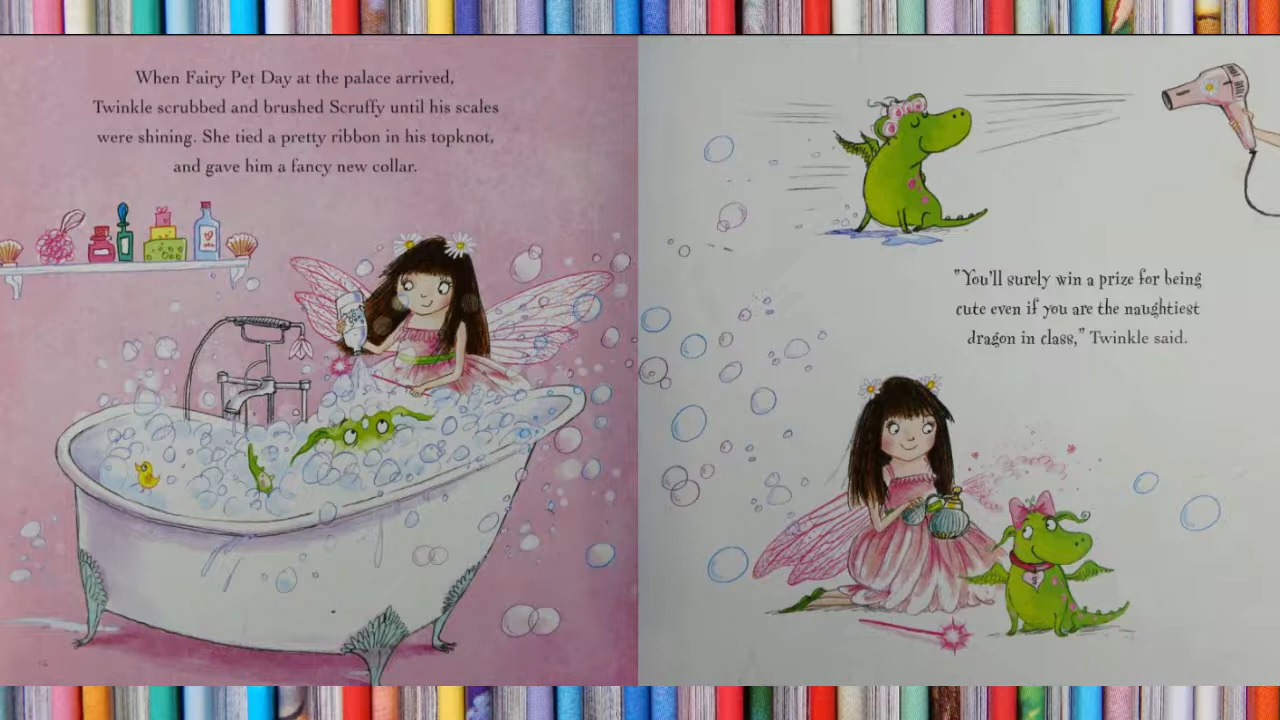 When Fairy Pet Day at the palace arrived,
Twinkle scrubbed and brushed Scruffy until his scales
were shining. She tied a pretty ribbon in his topknot,
and gave him a fancy new collar.
"You'll surely win a prize for being
cute even if you are the naughtiest
dragon in class," Twinkle said.